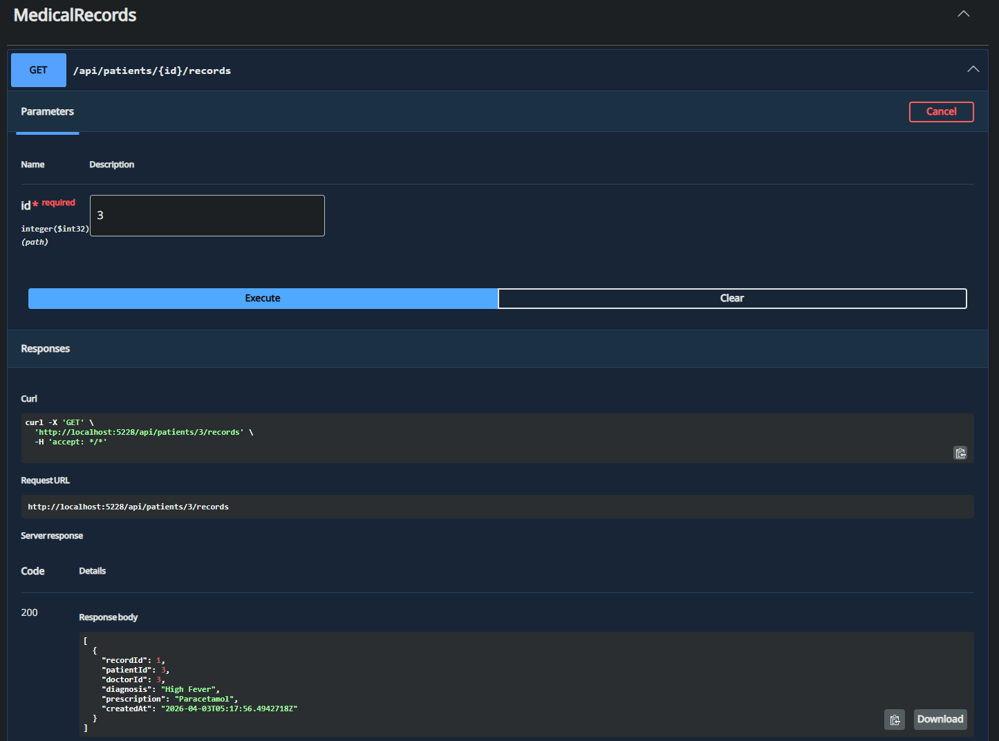 MedicalRecords
GET /api/patients/{id}/records
Parameters Cancel
Name Description
id * required
3
integer($int32)
(path)
Execute Clear
Responses
Curl
curl -X 'GET' \
  'http://localhost:5228/api/patients/3/records' \
  -H 'accept: */*'
Request URL
http://localhost:5228/api/patients/3/records
Server response
Code Details
200
Response body
[
  {
    "recordId": 1,
    "patientId": 3,
    "doctorId": 3,
    "diagnosis": "High Fever",
    "prescription": "Paracetamol",
    "createdAt": "2026-04-03T05:17:56.4942718Z"
  }
]
Download